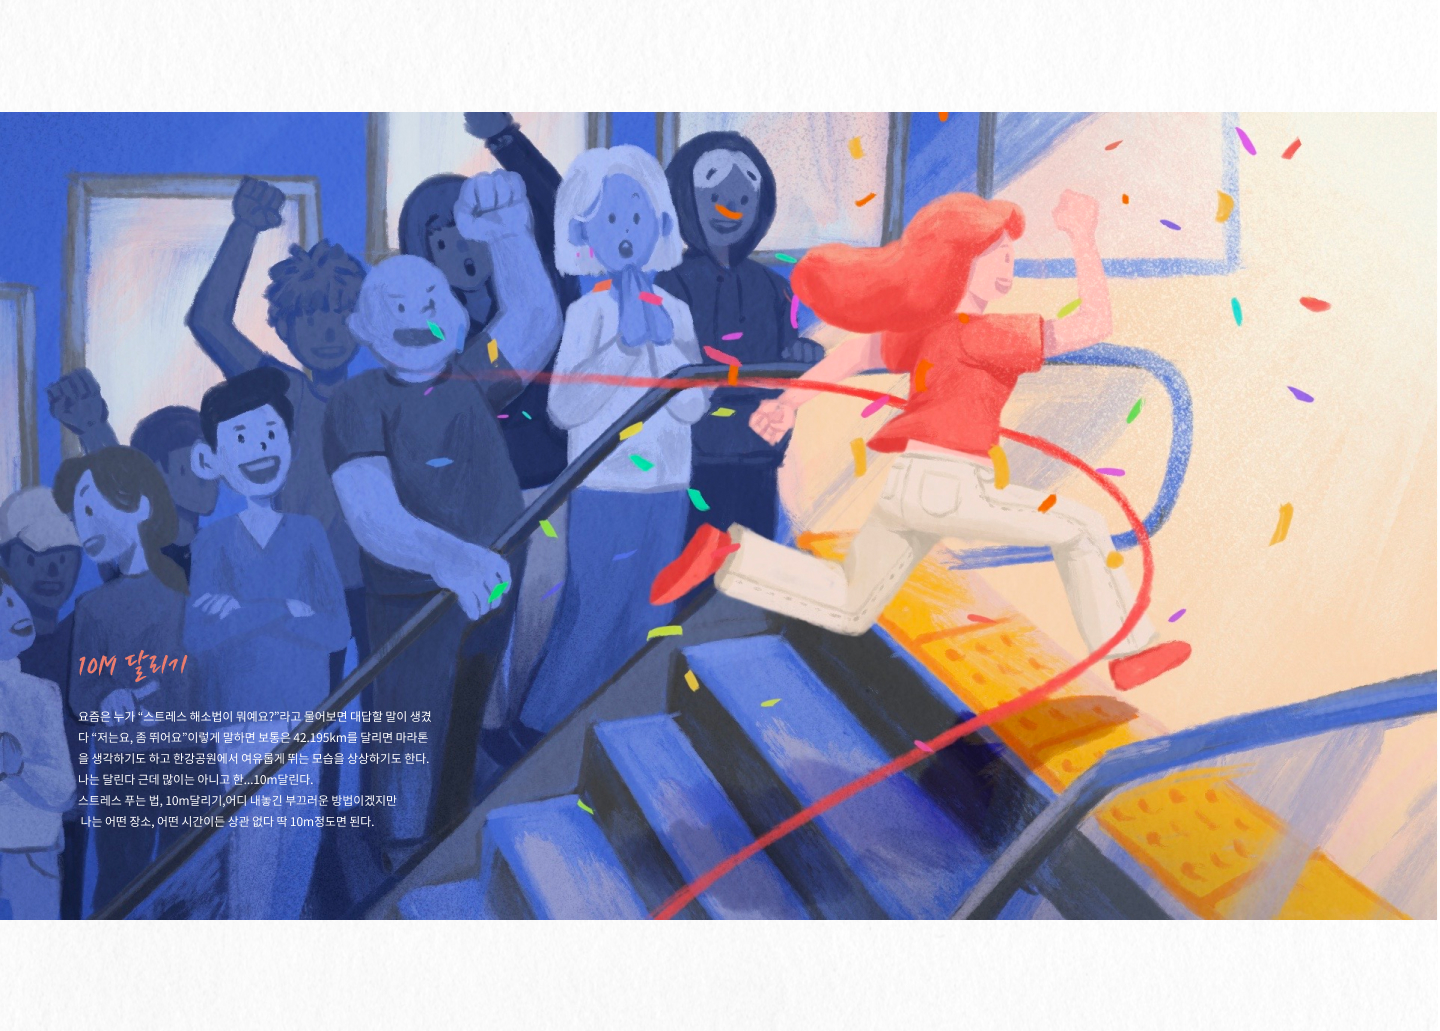 10M 달리기
요즘은 누가 “스트레스 해소법이 뭐예요?”라고 물어보면 대답할 말이 생겼
다 “저는요, 좀 뛰어요”이렇게 말하면 보통은 42.195km를 달리면 마라톤
을 생각하기도 하고 한강공원에서 여유롭게 뛰는 모습을 상상하기도 한다.
나는 달린다 근데 많이는 아니고 한...10m달린다.
스트레스 푸는 법, 10m달리기,어디 내놓긴 부끄러운 방법이겠지만
나는 어떤 장소, 어떤 시간이든 상관 없다 딱 10m정도면 된다.